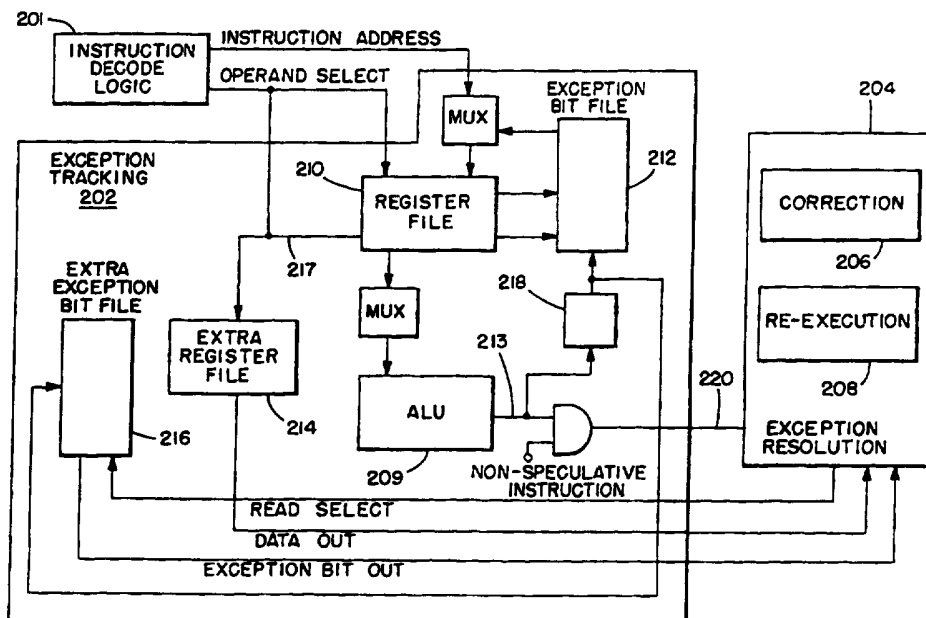 201
INSTRUCTION
DECODE
LOGIC
INSTRUCTION ADDRESS
OPERAND SELECT
MUX
EXCEPTION
BIT FILE
212
204
EXCEPTION
TRACKING
202
210
REGISTER
FILE
217
CORRECTION
206
EXTRA
EXCEPTION
BIT FILE
216
EXTRA
REGISTER
FILE
214
MUX
218
213
RE-EXECUTION
208
ALU
209
220
NON-SPECULATIVE
INSTRUCTION
EXCEPTION
RESOLUTION
READ SELECT
DATA OUT
EXCEPTION BIT OUT